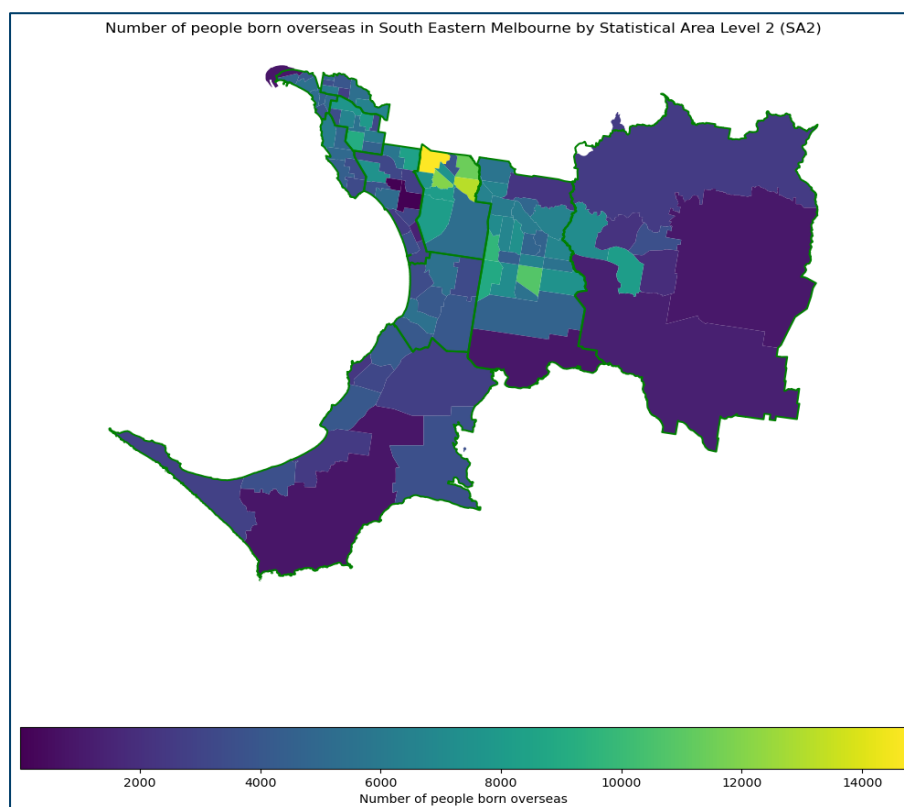 Number of people born overseas in South Eastern Melbourne by Statistical Area Level 2 (SA2)
2000 4000 6000 8000 10000 12000 14000
Number of people born overseas